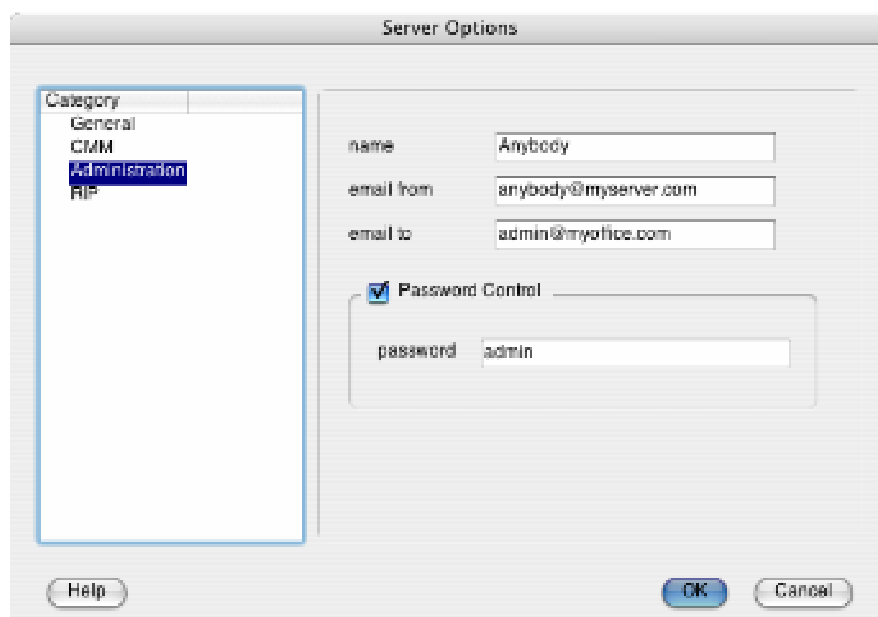 Server Options
Category
General
CMM
Administration
RIP
name Anybody
email from anybody@myserver.com
email to admin@myoffice.com
Password Control
password admin
Help OK Cancel